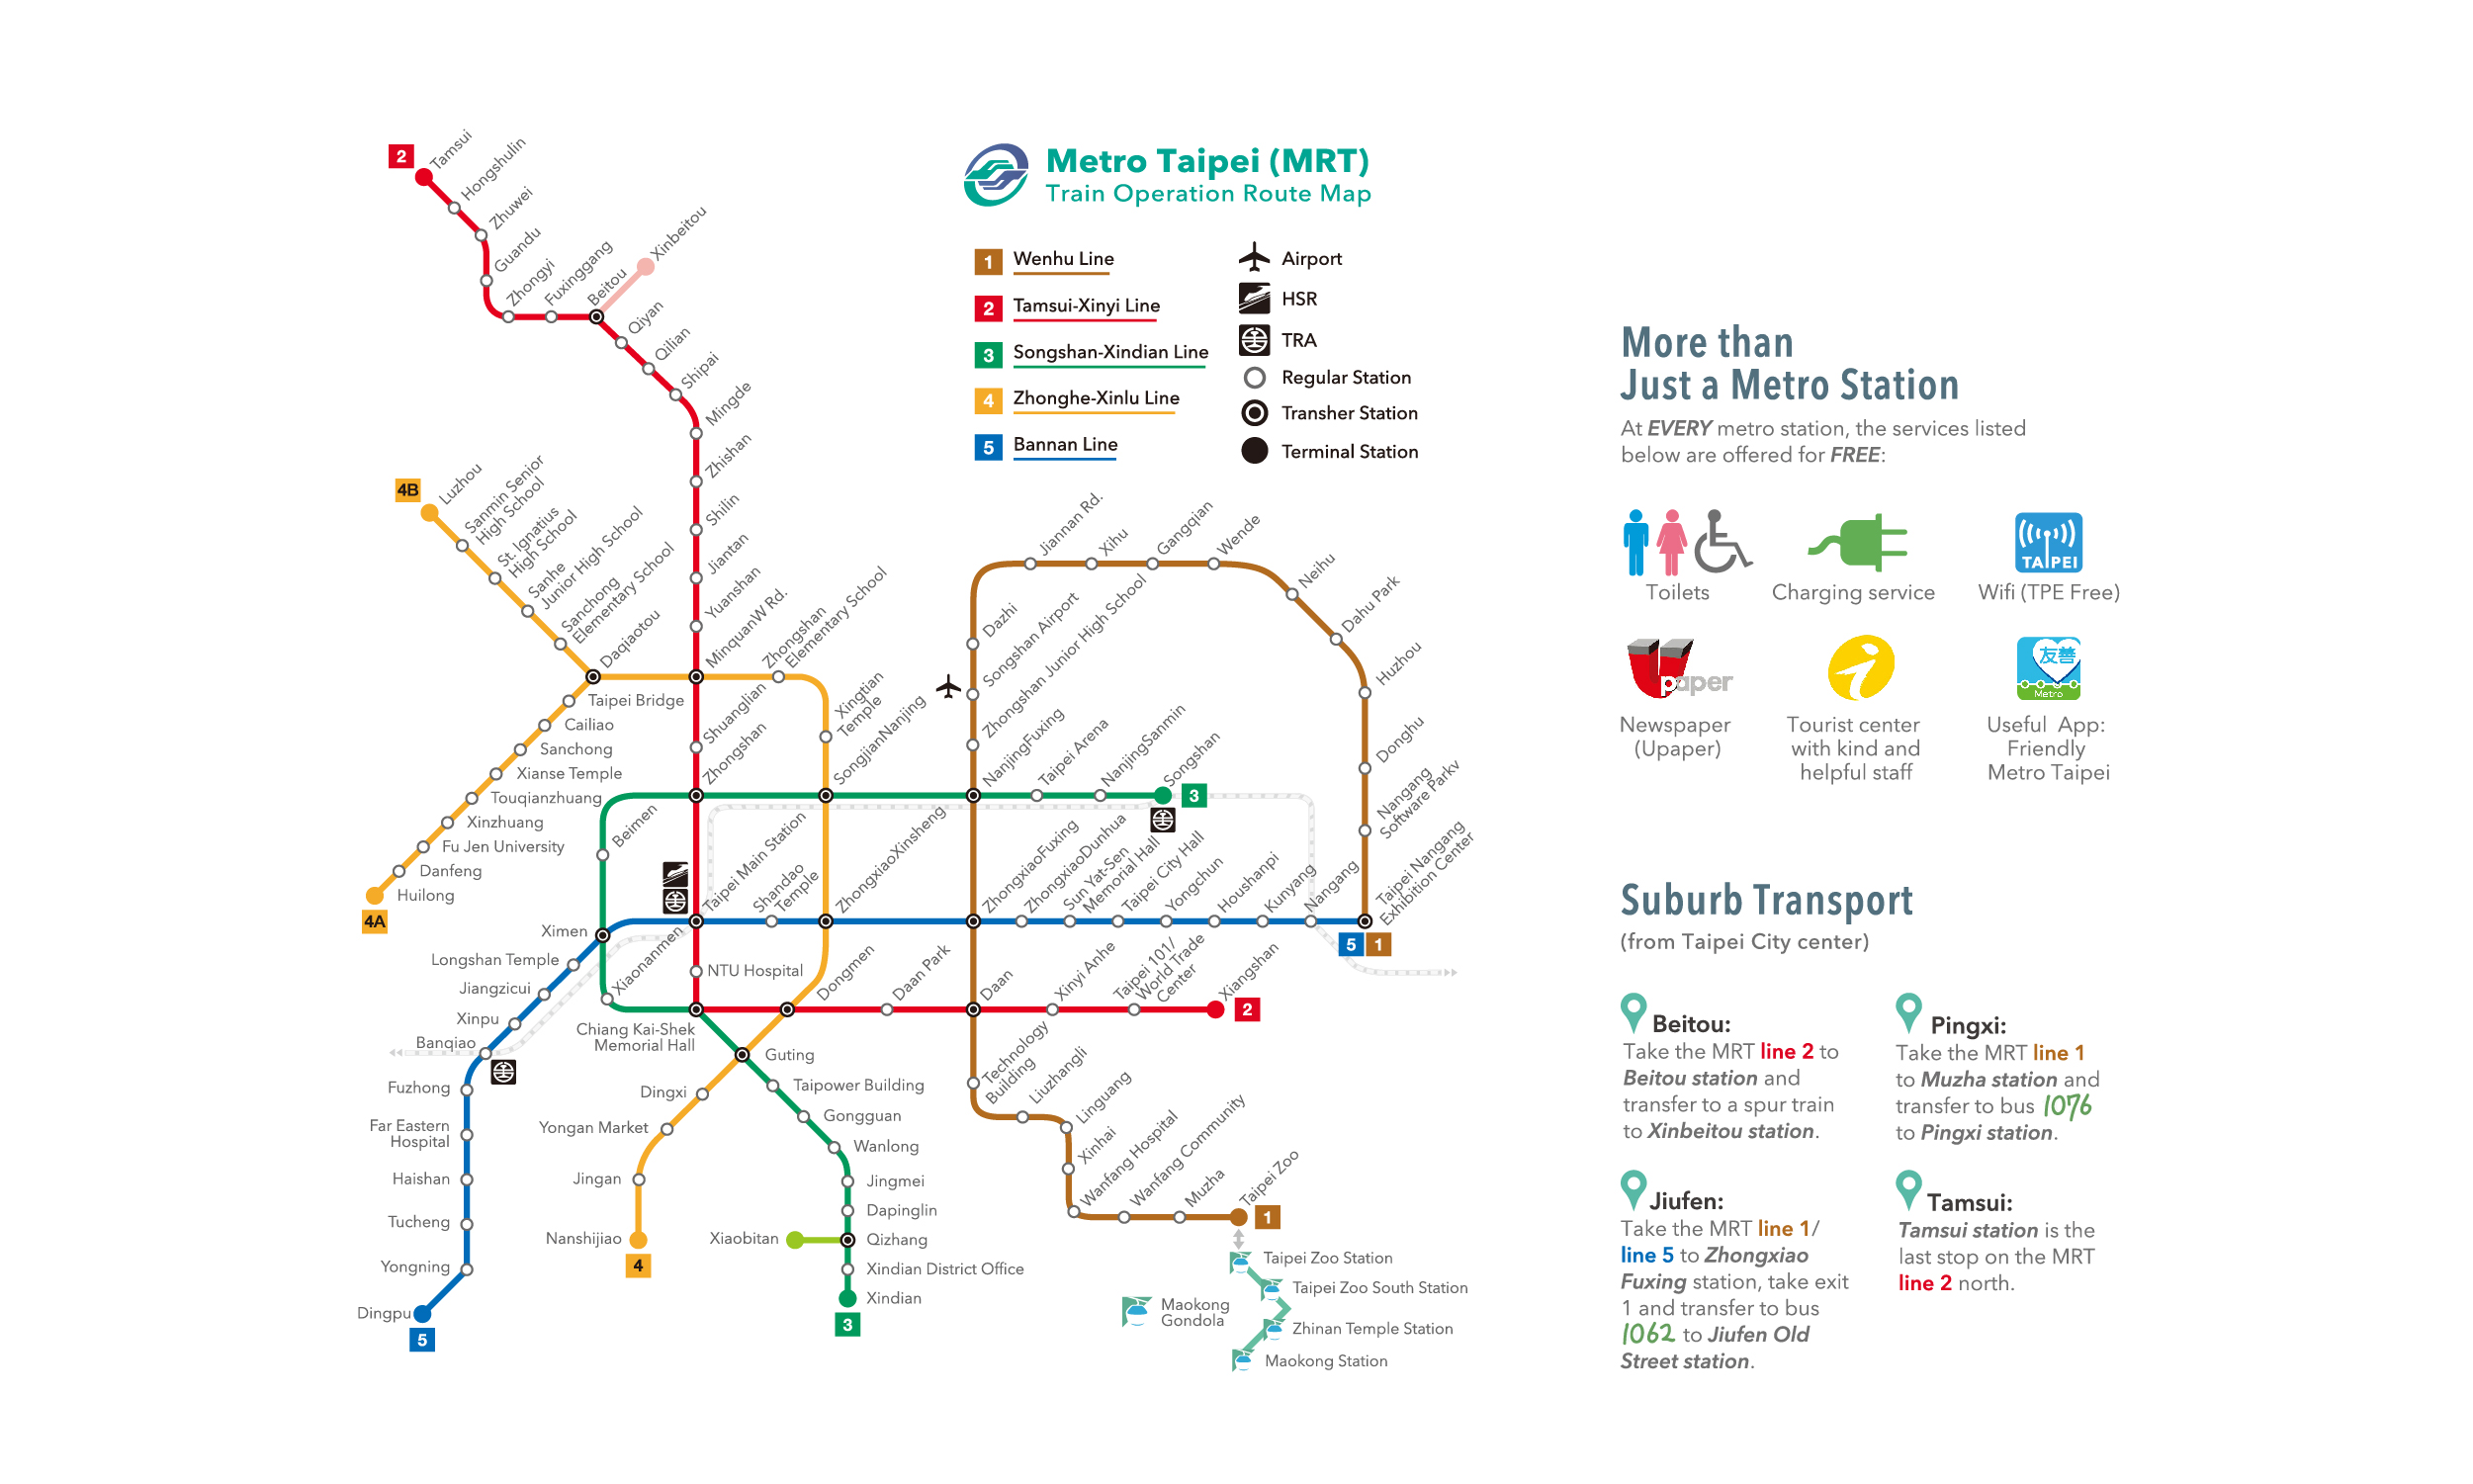 Metro Taipei (MRT)
Train Operation Route Map
1 Wenhu Line
2 Tamsui-Xinyi Line
3 Songshan-Xindian Line
4 Zhonghe-Xinlu Line
5 Bannan Line
Airport
HSR
TRA
Regular Station
Transher Station
Terminal Station
2
Tamsui
Hongshulin
Zhuwei
Guandu
Zhongyi
Fuxinggang
Beitou
Xinbeitou
Qiyan
Qilian
Shipai
Mingde
Zhishan
Shilin
Jiantan
Yuanshan
MinquanW Rd.
Shuanglian
Zhongshan
Taipei Main Station
NTU Hospital
Chiang Kai-Shek
Memorial Hall
Dongmen
Daan Park
Daan
Xinyi Anhe
Taipei 101/
World Trade
Center
Xiangshan
2
4B
Luzhou
Sanmin Senior
High School
St. Ignatius
High School
Sanhe
Junior High School
Sanchong
Elementary School
Daqiaotou
Zhongshan
Elementary School
Xingtian
Temple
SongjianNanjing
ZhongxiaoXinsheng
Taipei Bridge
Cailiao
Sanchong
Xianse Temple
Touqianzhuang
Xinzhuang
Fu Jen University
Danfeng
Huilong
4A
Guting
Dingxi
Yongan Market
Jingan
Nanshijiao
4
Songshan
3
NanjingSanmin
Taipei Arena
NanjingFuxing
Beimen
Ximen
Xiaonanmen
Taipower Building
Gongguan
Wanlong
Jingmei
Dapinglin
Qizhang
Xiaobitan
Xindian District Office
Xindian
3
Longshan Temple
Jiangzicui
Xinpu
Banqiao
Fuzhong
Far Eastern
Hospital
Haishan
Tucheng
Yongning
Dingpu
5
Shandao
Temple
ZhongxiaoFuxing
ZhongxiaoDunhua
Sun Yat-Sen
Memorial Hall
Taipei City Hall
Yongchun
Houshanpi
Kunyang
Nangang
Taipei Nangang
Exhibition Center
5 1
Nangang
Software Parkv
Donghu
Huzhou
Dahu Park
Neihu
Wende
Gangqian
Xihu
Jiannan Rd.
Dazhi
Songshan Airport
Zhongshan Junior High School
Technology
Building
Liuzhangli
Linguang
Xinhai
Wanfang Hospital
Wanfang Community
Muzha
Taipei Zoo
1
Taipei Zoo Station
Taipei Zoo South Station
Zhinan Temple Station
Maokong Station
Maokong
Gondola
More than
Just a Metro Station
At EVERY metro station, the services listed
below are offered for FREE:
Toilets
Charging service
TAIPEI
Wifi (TPE Free)
Upaper
Newspaper
(Upaper)
Tourist center
with kind and
helpful staff
友善
Metro
Useful App:
Friendly
Metro Taipei
Suburb Transport
(from Taipei City center)
Beitou:
Take the MRT line 2 to
Beitou station and
transfer to a spur train
to Xinbeitou station.
Pingxi:
Take the MRT line 1
to Muzha station and
transfer to bus 1076
to Pingxi station.
Jiufen:
Take the MRT line 1/
line 5 to Zhongxiao
Fuxing station, take exit
1 and transfer to bus
1062 to Jiufen Old
Street station.
Tamsui:
Tamsui station is the
last stop on the MRT
line 2 north.